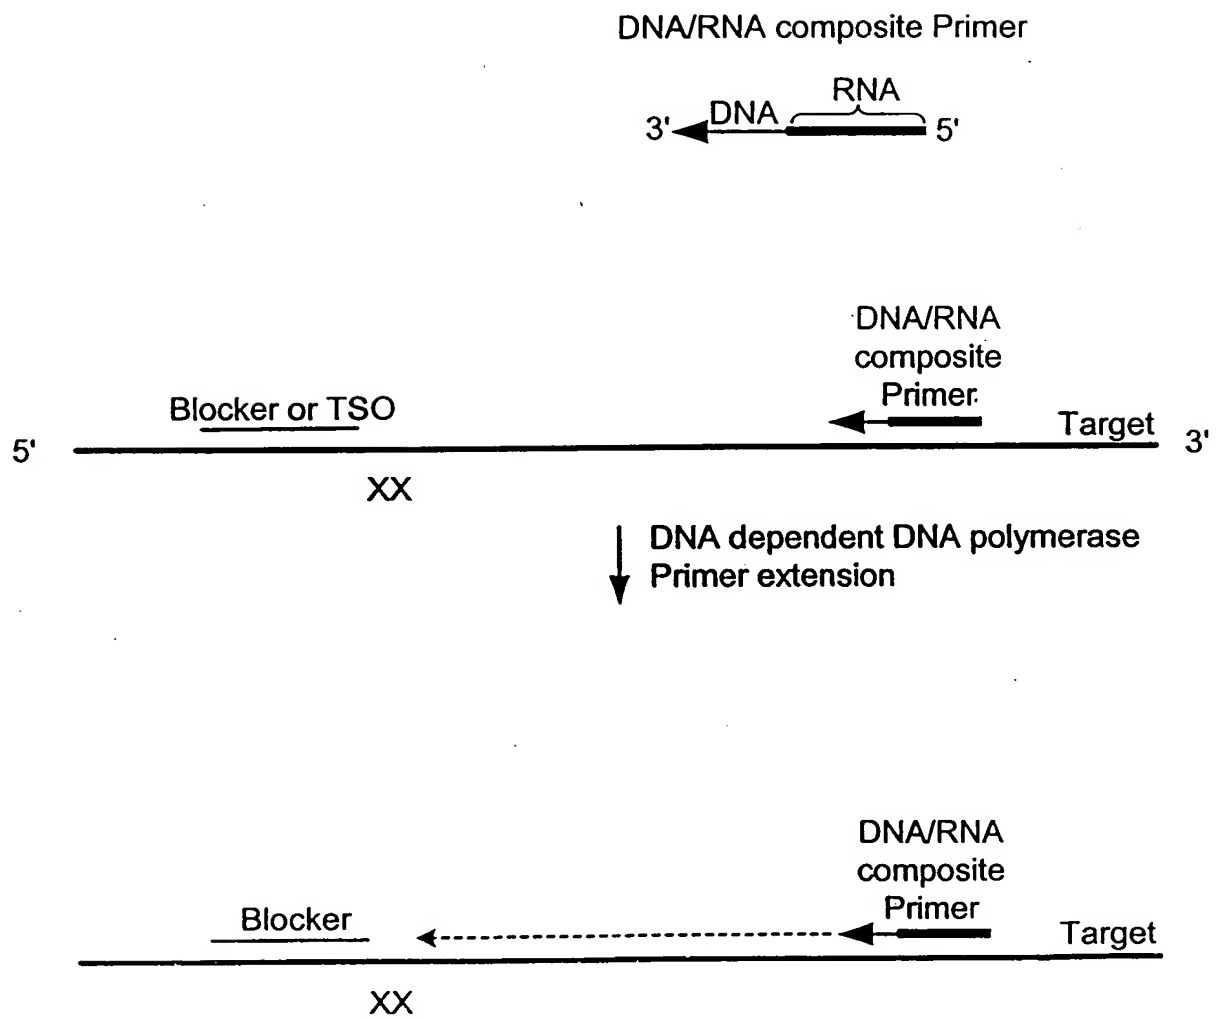 DNA/RNA composite Primer
RNA
3' DNA 5'
DNA/RNA
composite
Primer
Blocker or TSO
Target
5' 3'
XX
DNA dependent DNA polymerase
Primer extension
DNA/RNA
composite
Primer
Blocker
Target
XX